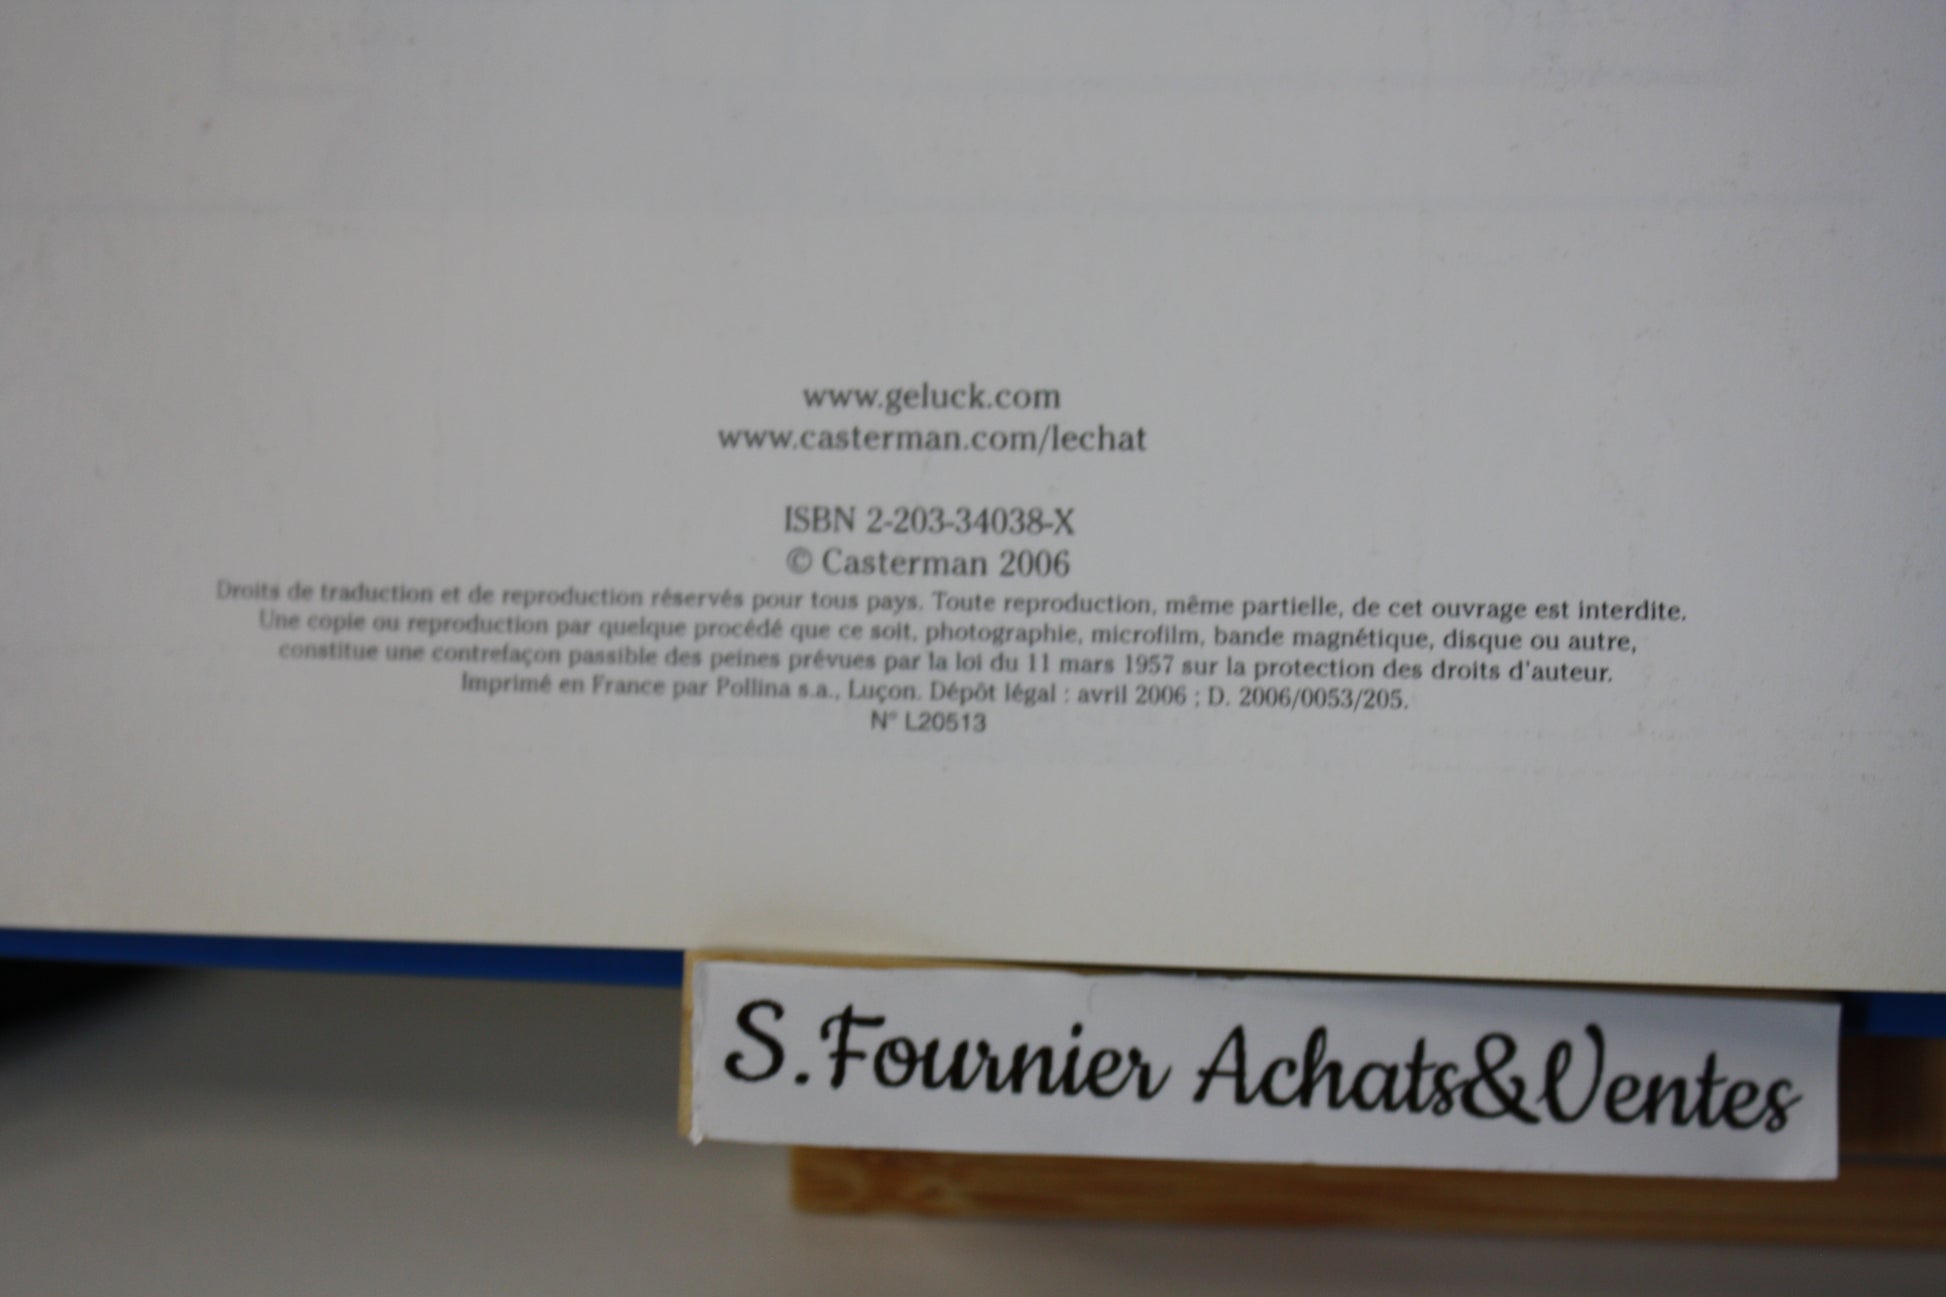 www.geluck.com
www.casterman.com/lechat
ISBN 2-203-34038-X
© Casterman 2006
Droits de traduction et de reproduction réservés pour tous pays. Toute reproduction, même partielle, de cet ouvrage est interdite.
Une copie ou reproduction par quelque procédé que ce soit, photographie, microfilm, bande magnétique, disque ou autre,
constitue une contrefaçon passible des peines prévues par la loi du 11 mars 1957 sur la protection des droits d'auteur.
Imprimé en France par Pollina s.a., Luçon. Dépôt légal : avril 2006 ; D. 2006/0053/205.
N° L20513
S.Fournier Achats&Ventes